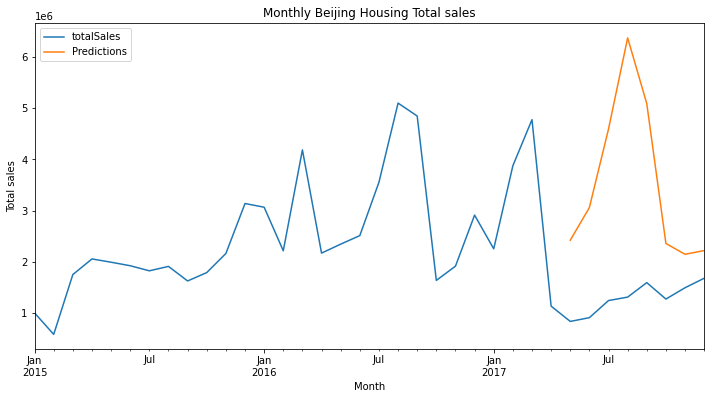 Monthly Beijing Housing Total sales
1e6
totalSales
Predictions
6
5
4
3
2
1
Total sales
Jan
2015
Jul
Jan
2016
Jul
Jan
2017
Jul
Month